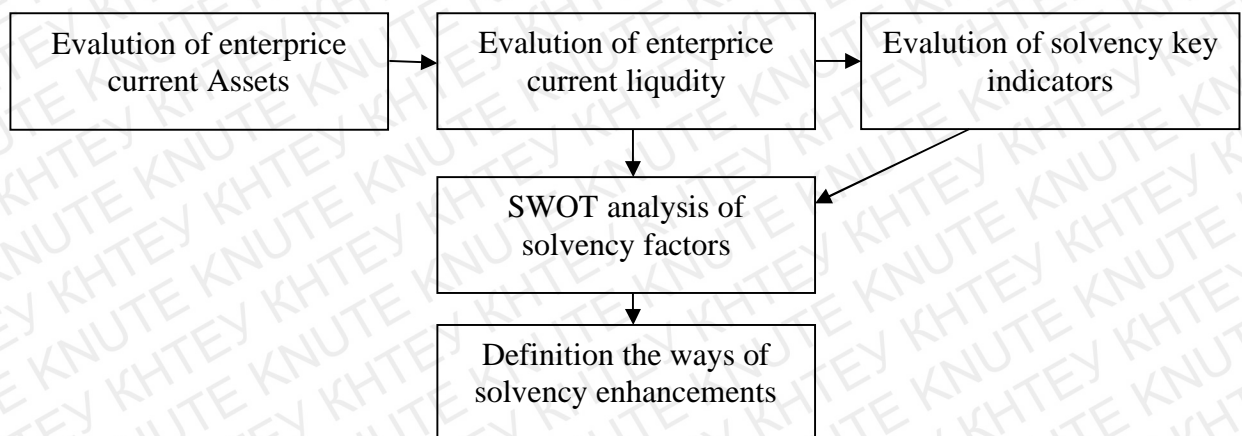 Evalution of enterprice
current Assets
Evalution of enterprice
current liqudity
Evalution of solvency key
indicators
SWOT analysis of
solvency factors
Definition the ways of
solvency enhancements